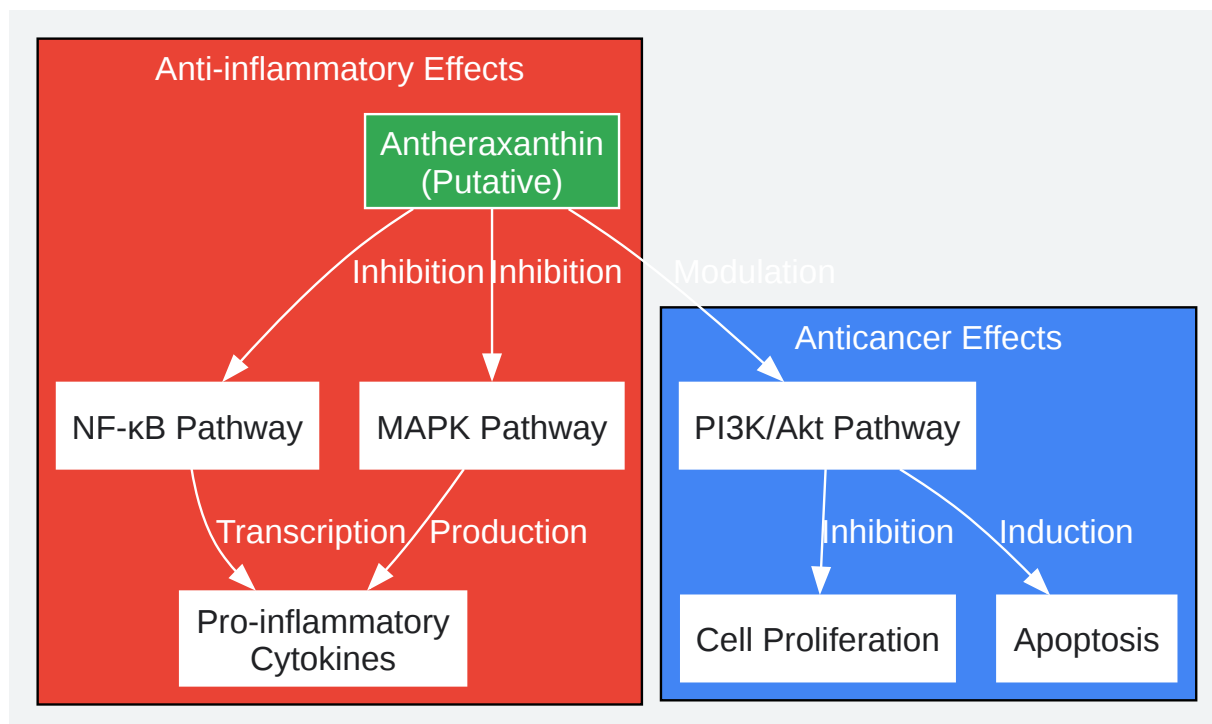 Anti-inflammatory Effects
Antheraxanthin
(Putative)
Inhibition
Inhibition
Modulation
Anticancer Effects
NF-κB Pathway
MAPK Pathway
PI3K/Akt Pathway
Transcription
Production
Inhibition
Induction
Pro-inflammatory
Cytokines
Cell Proliferation
Apoptosis